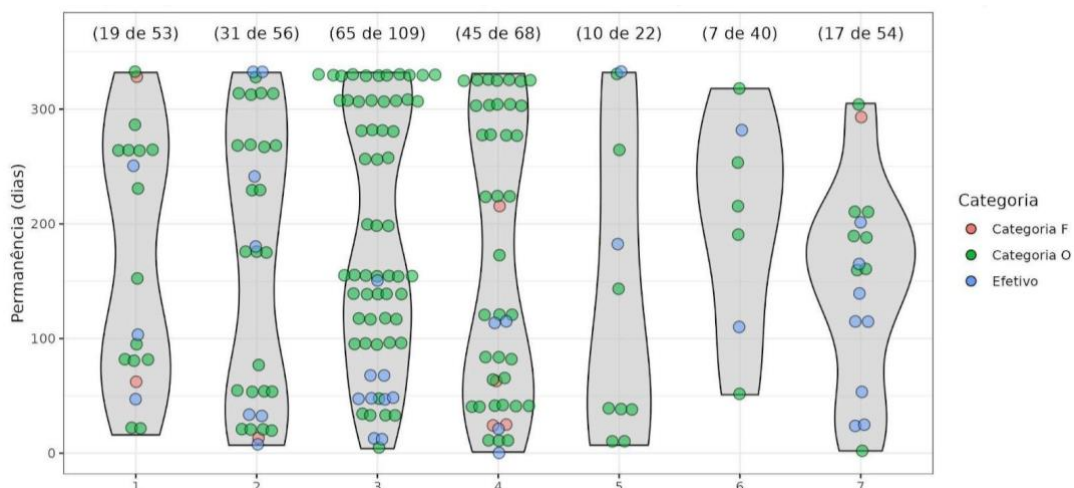 (19 de 53) (31 de 56) (65 de 109) (45 de 68) (10 de 22) (7 de 40) (17 de 54)
300
200
100
0
Permanência (dias)
1 2 3 4 5 6 7
Categoria
Categoria F
Categoria O
Efetivo